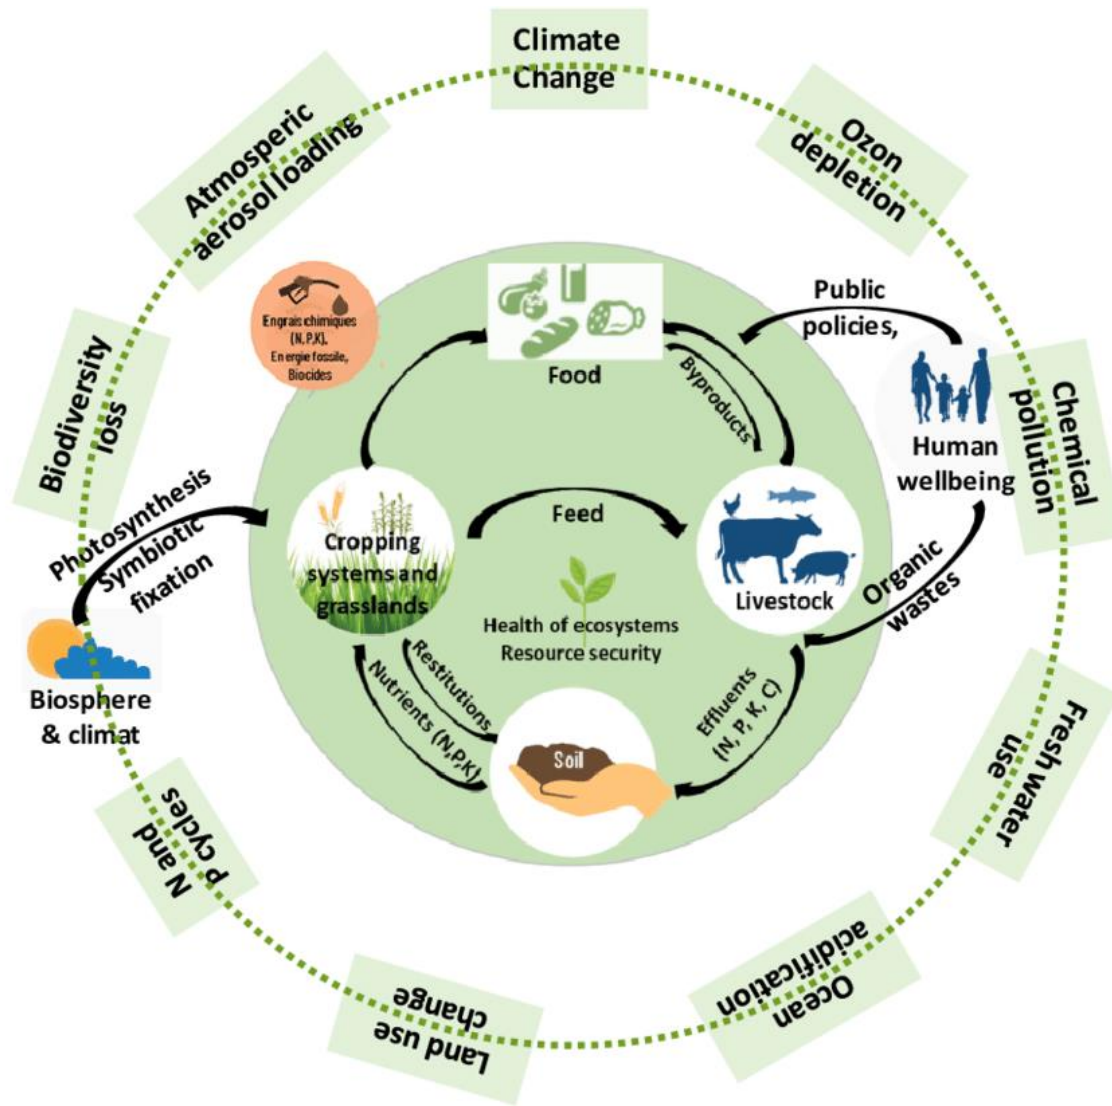 Climate
Change
Ozon
depletion
Atmosperic
aerosol loading
Engrais chimiques
(N, P,K),
Energie fossile,
Biocides
Food
Byproducts
Public
policies,
Human
wellbeing
Chemical
pollution
Biodiversity
loss
Photosynthesis
Symbiotic
fixation
Cropping
systems and
grasslands
Feed
Livestock
Organic
wastes
Health of ecosystems
Resource security
Biosphere
& climat
Restitutions
Nutrients (N,P,K)
Soil
Effluents
(N, P, K, C)
Fresh water
use
N and
P cycles
Land use
change
Ocean
acidification